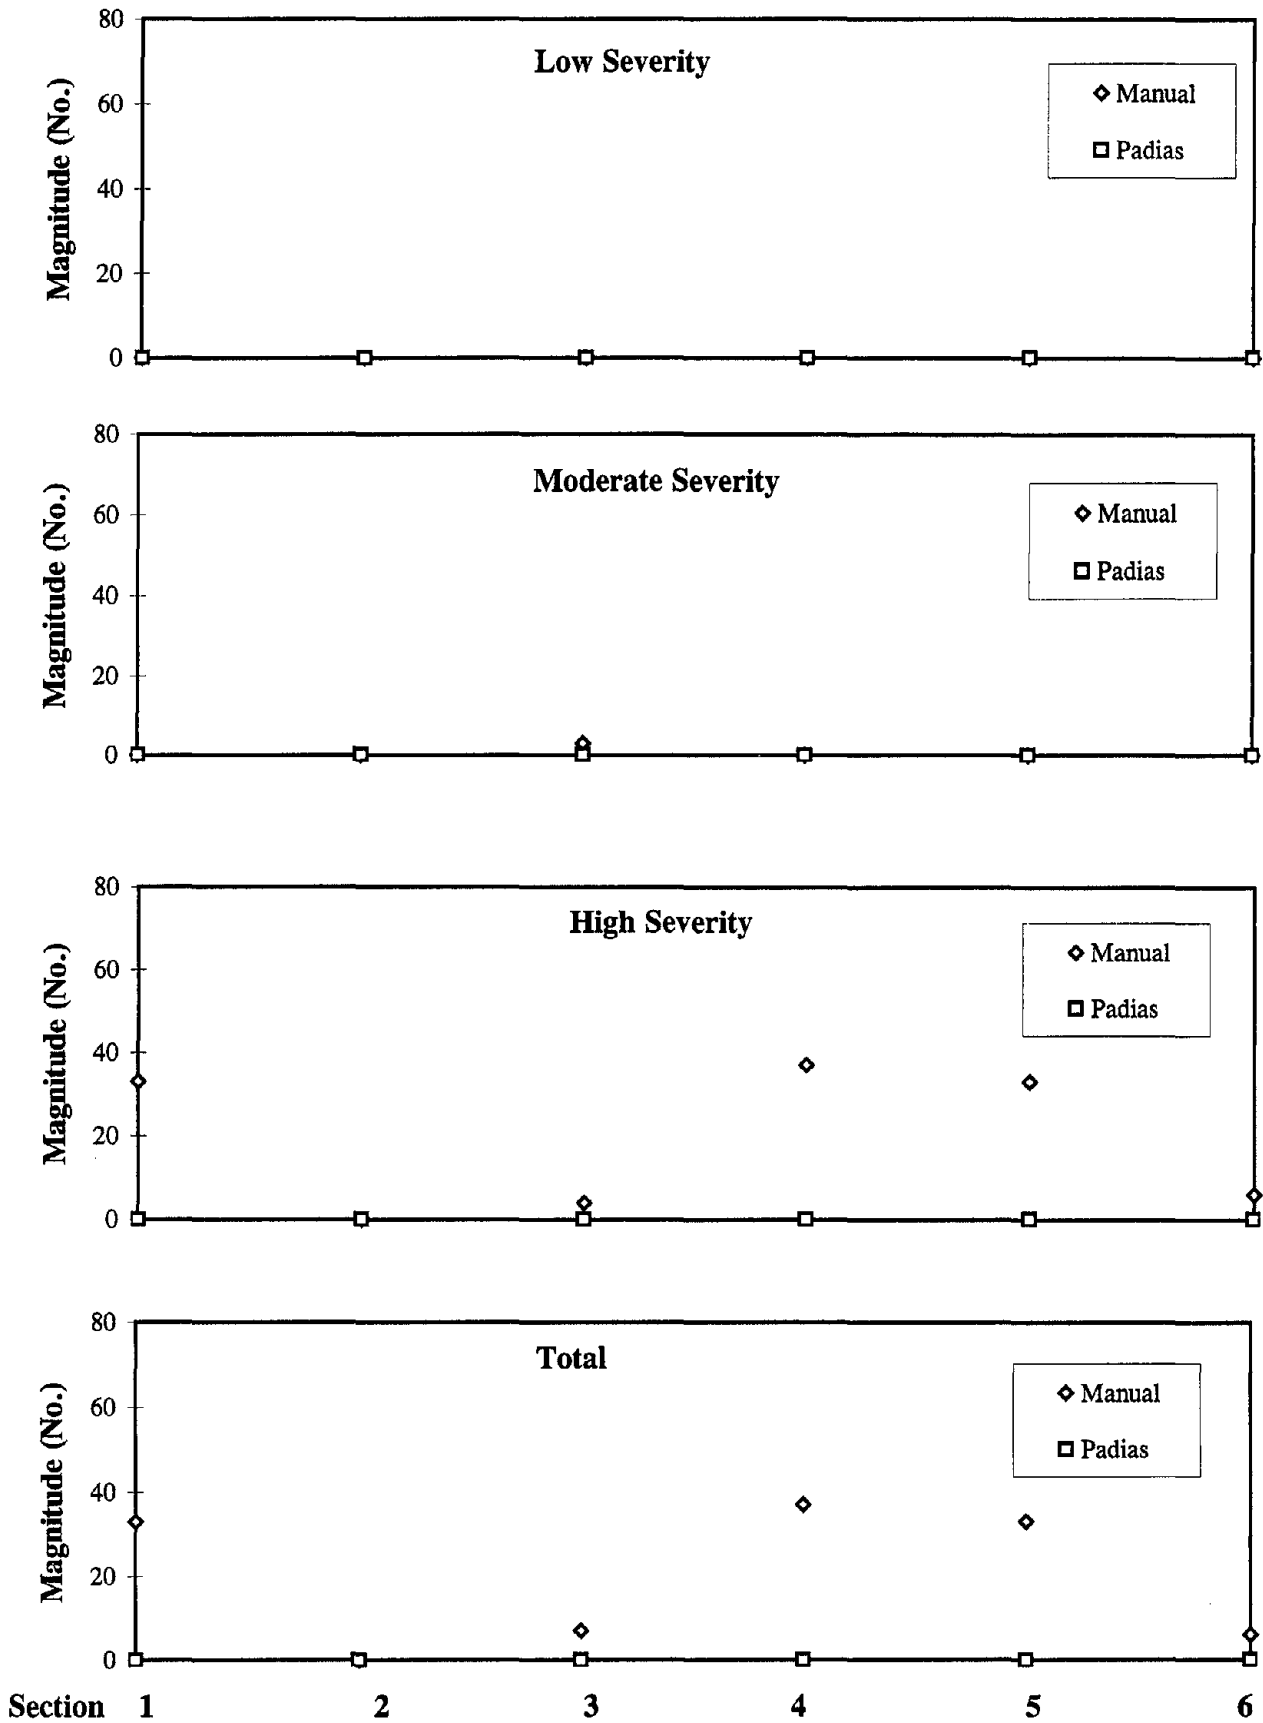 80
Low Severity
Magnitude (No.)
60
40
20
0
Manual
Padias
80
Moderate Severity
Magnitude (No.)
60
40
20
0
Manual
Padias
80
High Severity
Magnitude (No.)
60
40
20
0
Manual
Padias
80
Total
Magnitude (No.)
60
40
20
0
Manual
Padias
Section 1 2 3 4 5 6